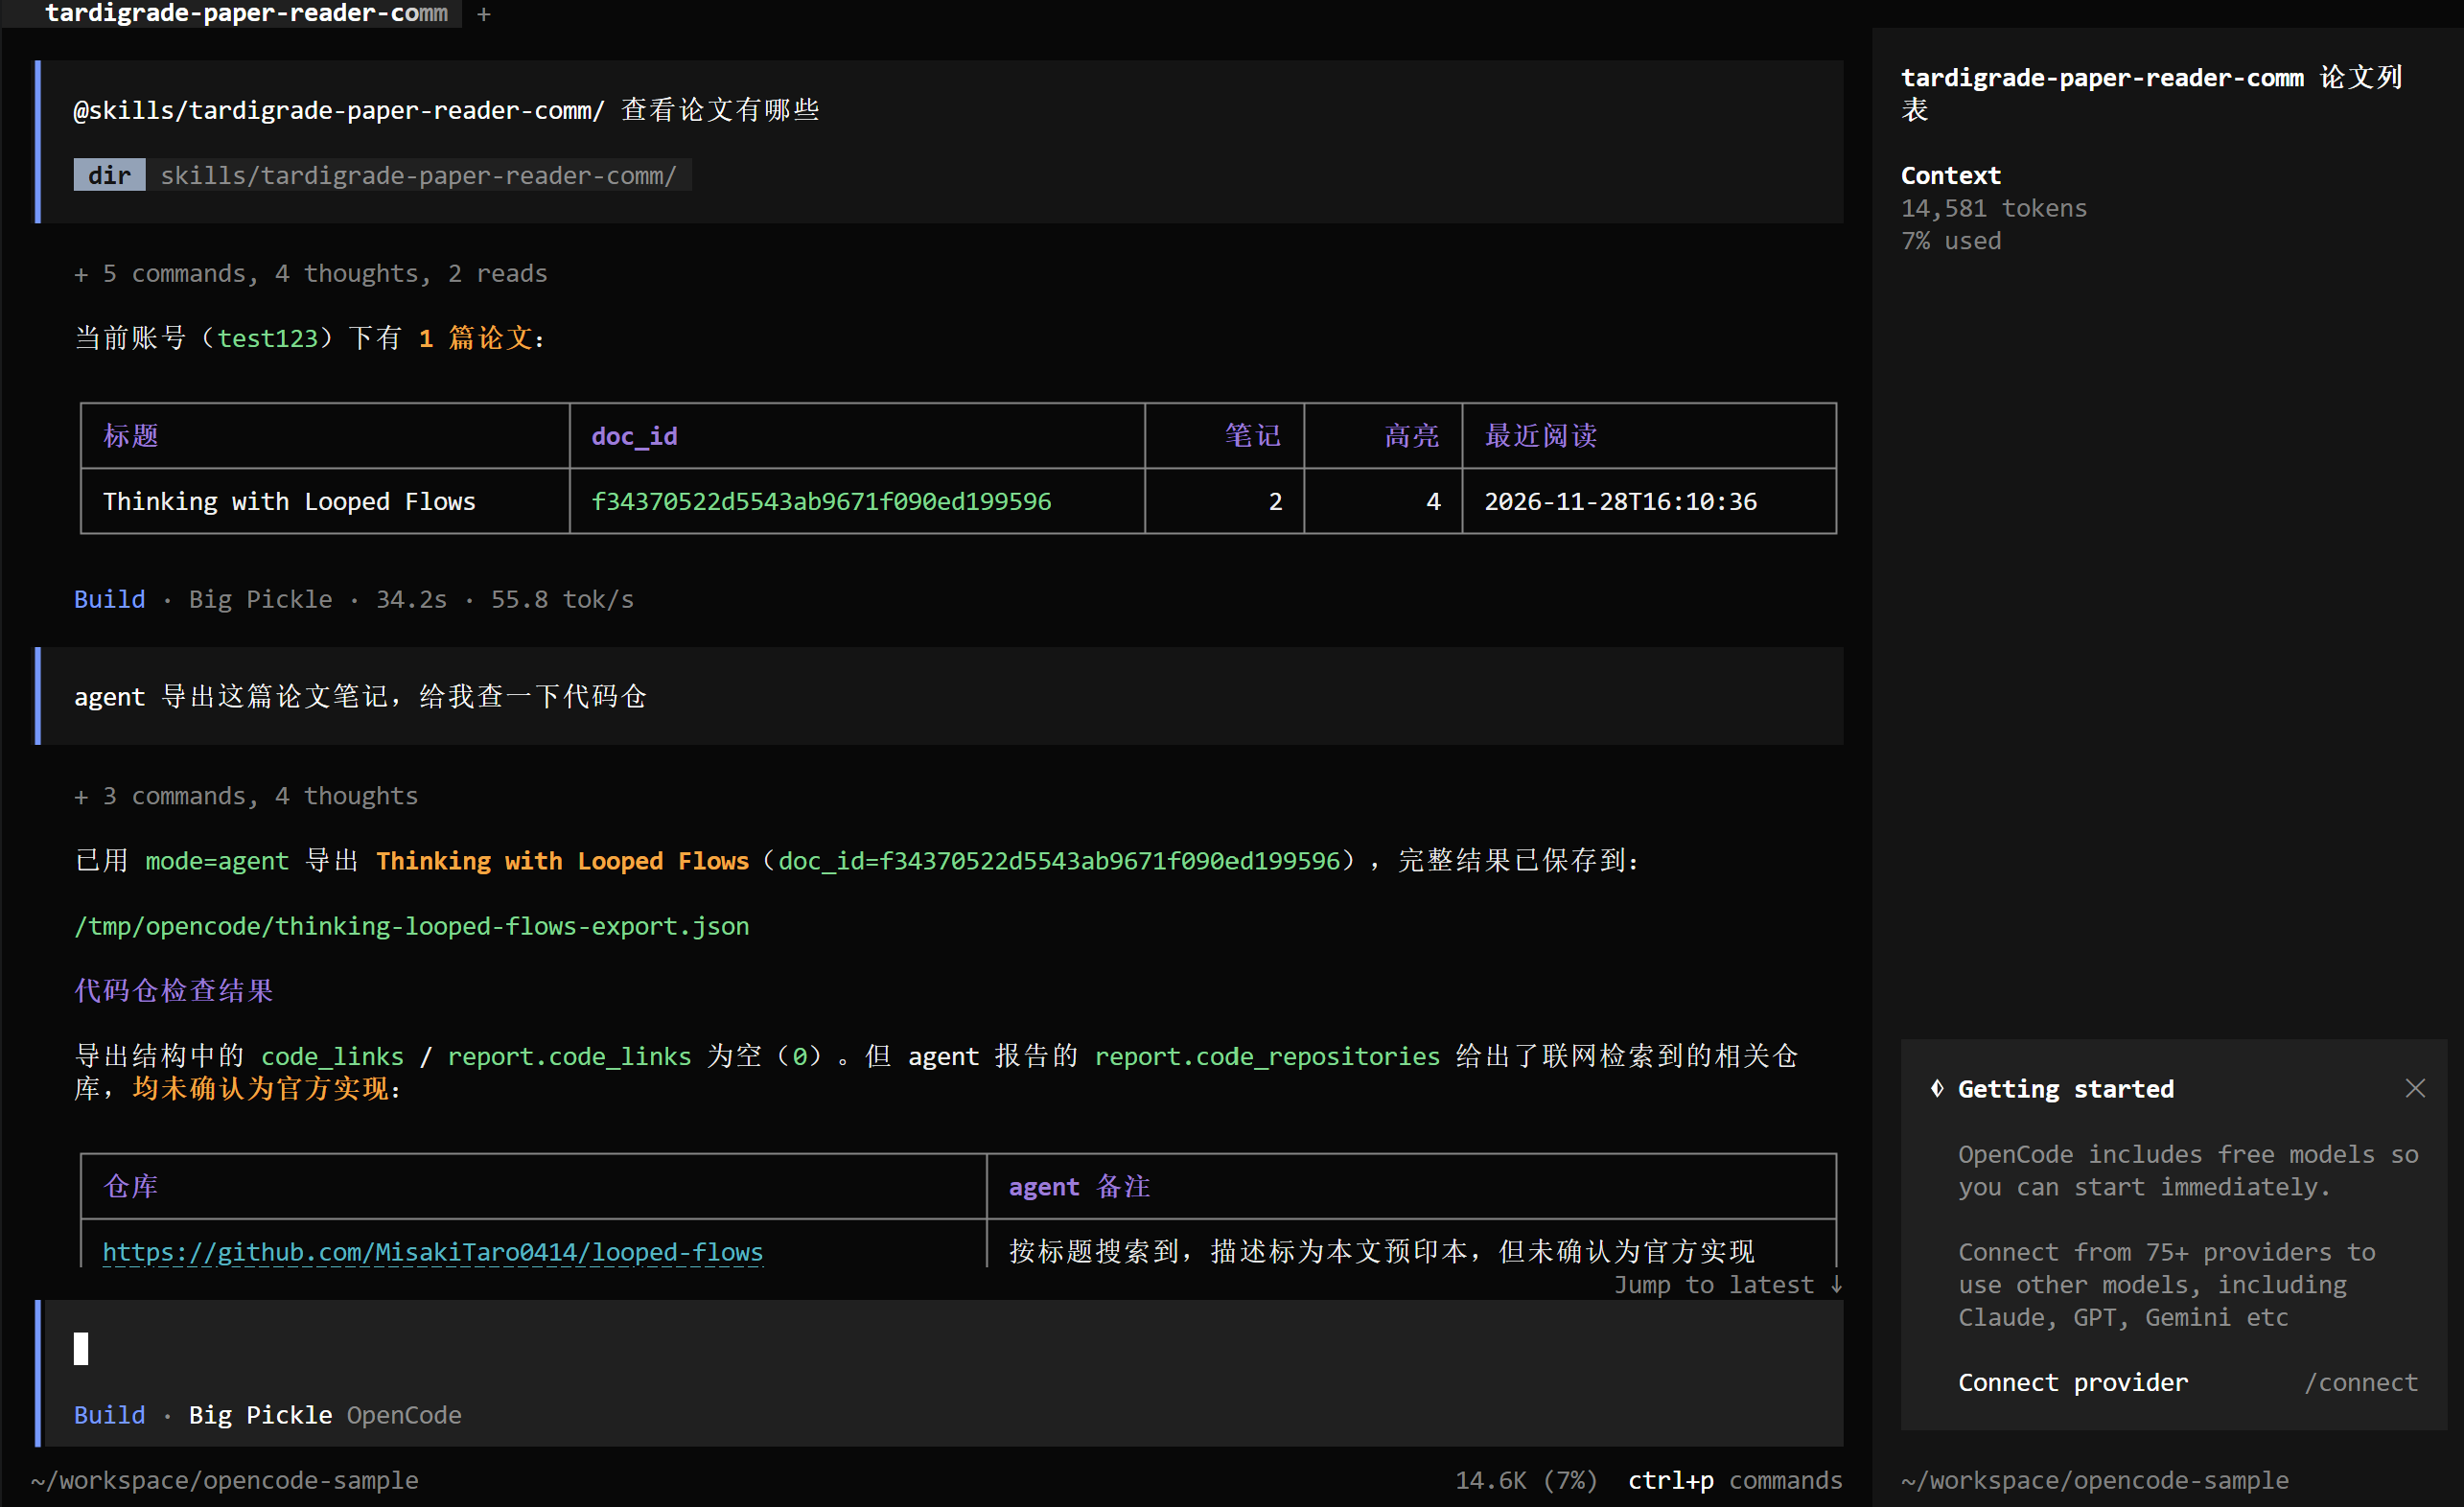 tardigrade-paper-reader-comm +
@skills/tardigrade-paper-reader-comm/ 查看论文有哪些
dir skills/tardigrade-paper-reader-comm/
+ 5 commands, 4 thoughts, 2 reads
当前账号（test123）下有 1 篇论文：
标题 doc_id 笔记 高亮 最近阅读
Thinking with Looped Flows f34370522d5543ab9671f090ed199596 2 4 2026-11-28T16:10:36
Build · Big Pickle · 34.2s · 55.8 tok/s
agent 导出这篇论文笔记，给我查一下代码仓
+ 3 commands, 4 thoughts
已用 mode=agent 导出 Thinking with Looped Flows（doc_id=f34370522d5543ab9671f090ed199596），完整结果已保存到：
/tmp/opencode/thinking-looped-flows-export.json
代码仓检查结果
导出结构中的 code_links / report.code_links 为空（0）。但 agent 报告的 report.code_repositories 给出了联网检索到的相关仓
库，均未确认为官方实现：
仓库 agent 备注
https://github.com/MisakiTaro0414/looped-flows 按标题搜索到，描述标为本文预印本，但未确认为官方实现
Jump to latest ↓
Build · Big Pickle OpenCode
~/workspace/opencode-sample 14.6K (7%) ctrl+p commands
tardigrade-paper-reader-comm 论文列
表
Context
14,581 tokens
7% used
Getting started
OpenCode includes free models so
you can start immediately.
Connect from 75+ providers to
use other models, including
Claude, GPT, Gemini etc
Connect provider /connect
~/workspace/opencode-sample